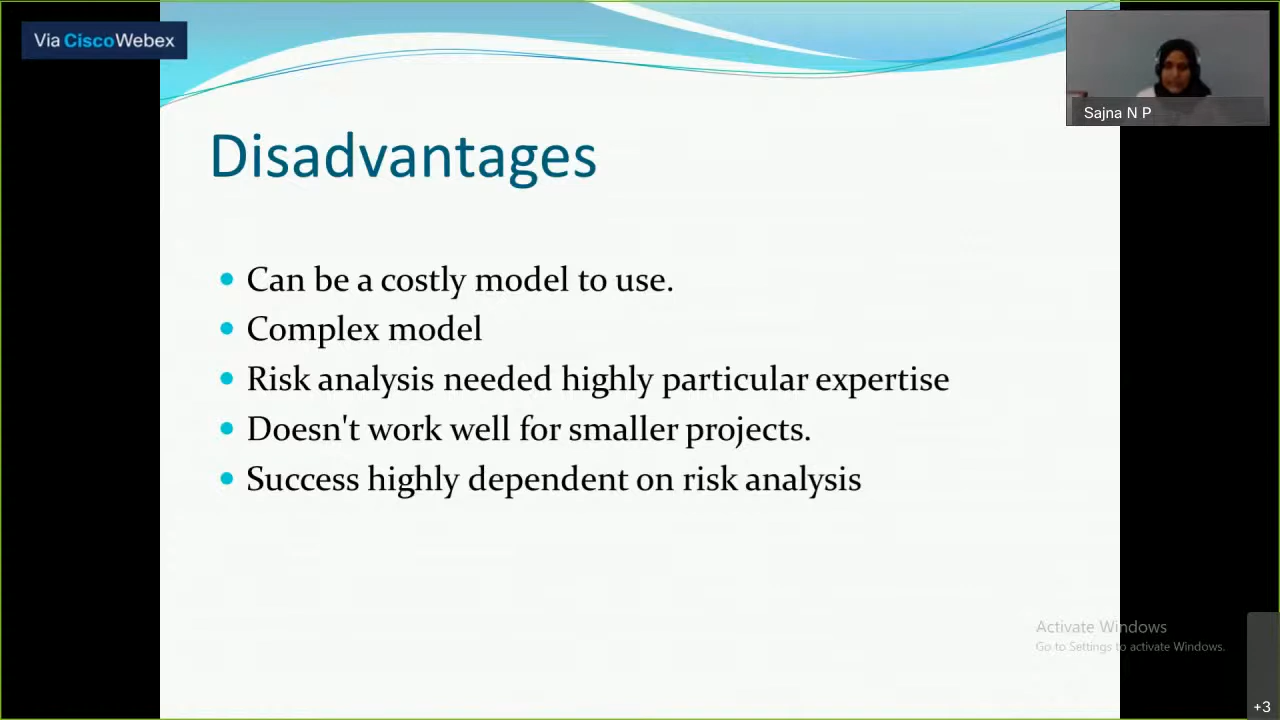 Via CiscoWebex
Sajna N P
Disadvantages
Can be a costly model to use.
Complex model
Risk analysis needed highly particular expertise
Doesn't work well for smaller projects.
Success highly dependent on risk analysis
Activate Windows
Go to Settings to activate Windows.
+3